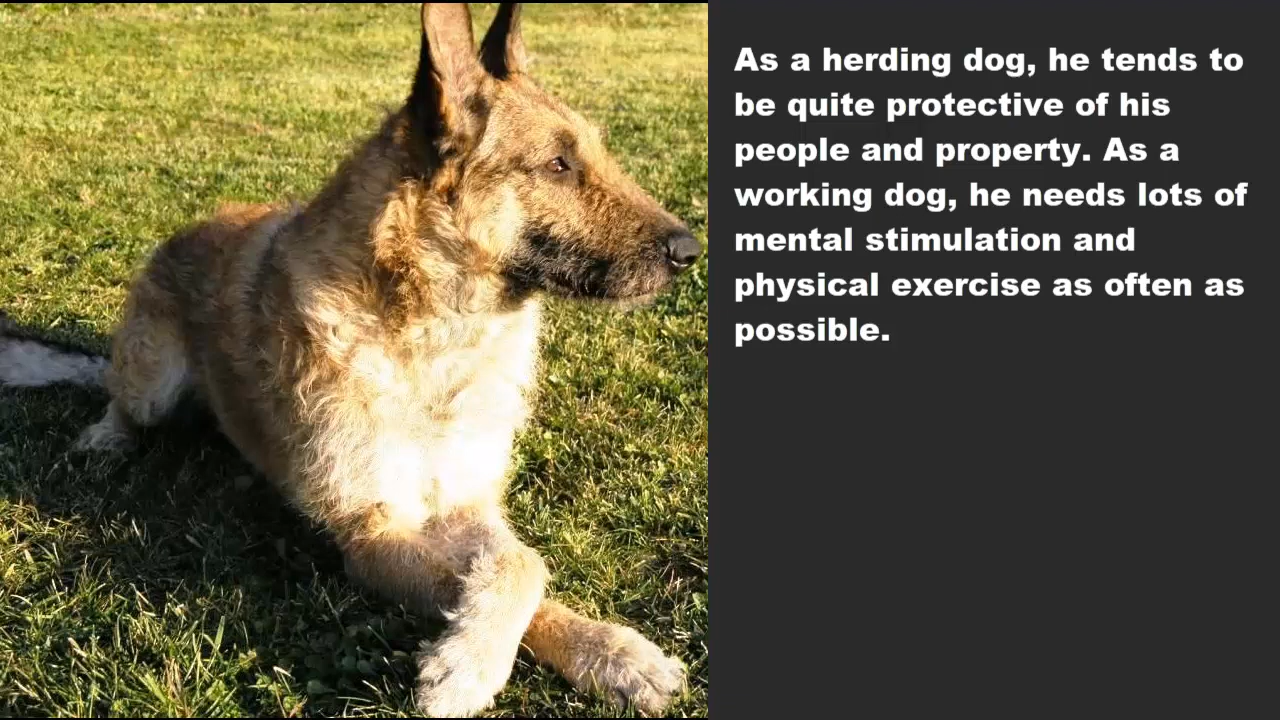 As a herding dog, he tends to
be quite protective of his
people and property. As a
working dog, he needs lots of
mental stimulation and
physical exercise as often as
possible.